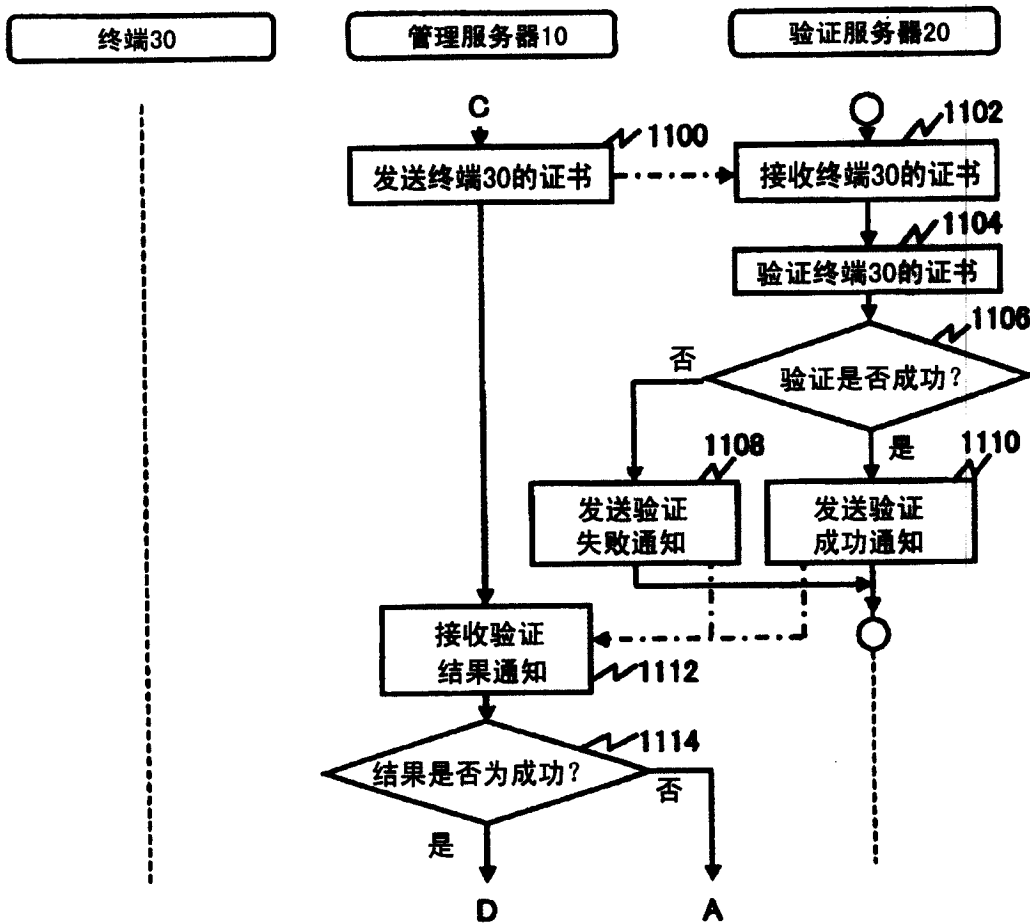 终端30
管理服务器10
验证服务器20
C
1100
1102
发送终端30的证书
接收终端30的证书
1104
验证终端30的证书
1106
否
验证是否成功?
1108
是
1110
发送验证
失败通知
发送验证
成功通知
接收验证
结果通知
1112
1114
结果是否为成功?
否
是
D
A